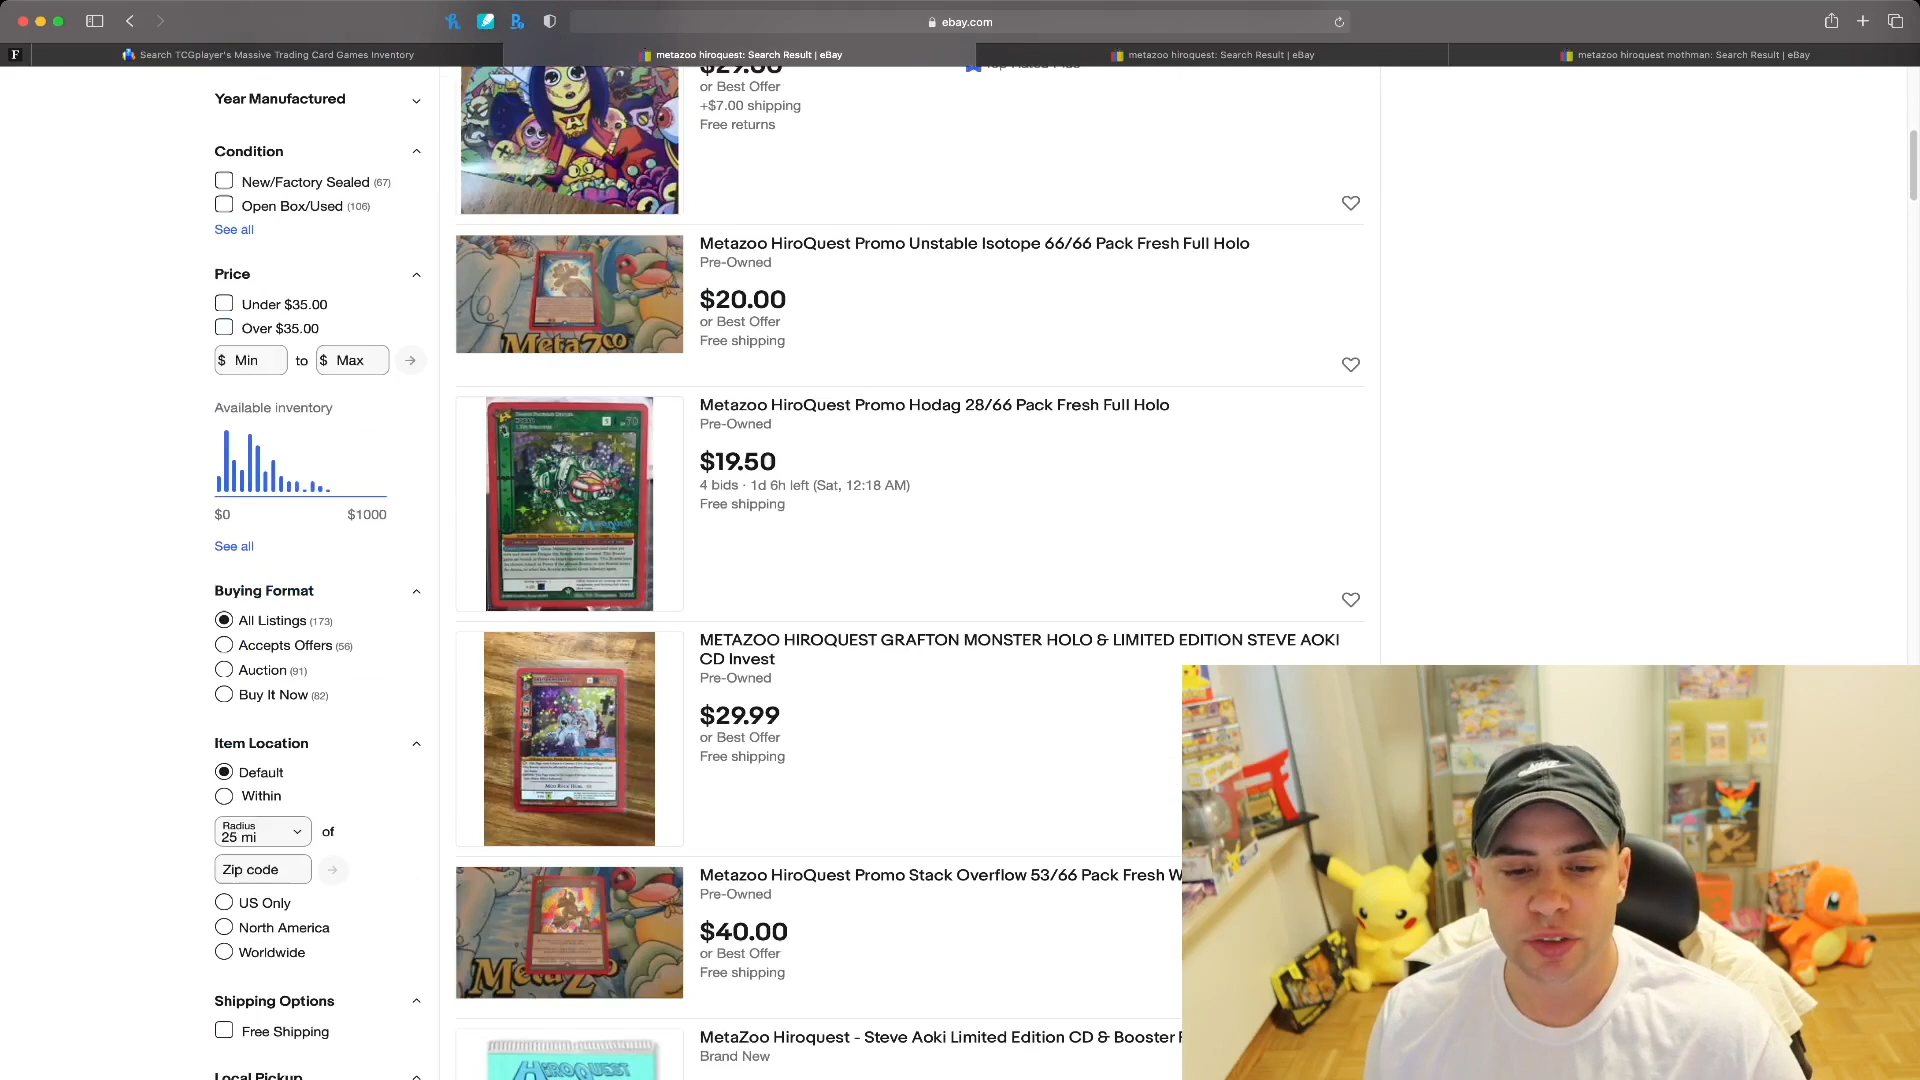 ebay.com
F
Search TCGplayer's Massive Trading Card Games Inventory
metazoo hiroquest: Search Result | eBay
metazoo hiroquest: Search Result | eBay
metazoo hiroquest mothman: Search Result | eBay
Year Manufactured
Condition
New/Factory Sealed (67)
Open Box/Used (106)
See all
Price
Under $35.00
Over $35.00
$ Min to $ Max
Available inventory
$0 $1000
See all
Buying Format
All Listings (173)
Accepts Offers (56)
Auction (91)
Buy It Now (82)
Item Location
Default
Within
Radius
25 mi
of
Zip code
US Only
North America
Worldwide
Shipping Options
Free Shipping
Local Pickup
$29.00
Top Rated Plus
or Best Offer
+$7.00 shipping
Free returns
Metazoo HiroQuest Promo Unstable Isotope 66/66 Pack Fresh Full Holo
Pre-Owned
$20.00
or Best Offer
Free shipping
MetaZoo
Metazoo HiroQuest Promo Hodag 28/66 Pack Fresh Full Holo
Pre-Owned
$19.50
4 bids · 1d 6h left (Sat, 12:18 AM)
Free shipping
METAZOO HIROQUEST GRAFTON MONSTER HOLO & LIMITED EDITION STEVE AOKI
CD Invest
Pre-Owned
$29.99
or Best Offer
Free shipping
Metazoo HiroQuest Promo Stack Overflow 53/66 Pack Fresh W
Pre-Owned
$40.00
or Best Offer
Free shipping
MetaZ
MetaZoo Hiroquest - Steve Aoki Limited Edition CD & Booster
Brand New
HIROQUEST